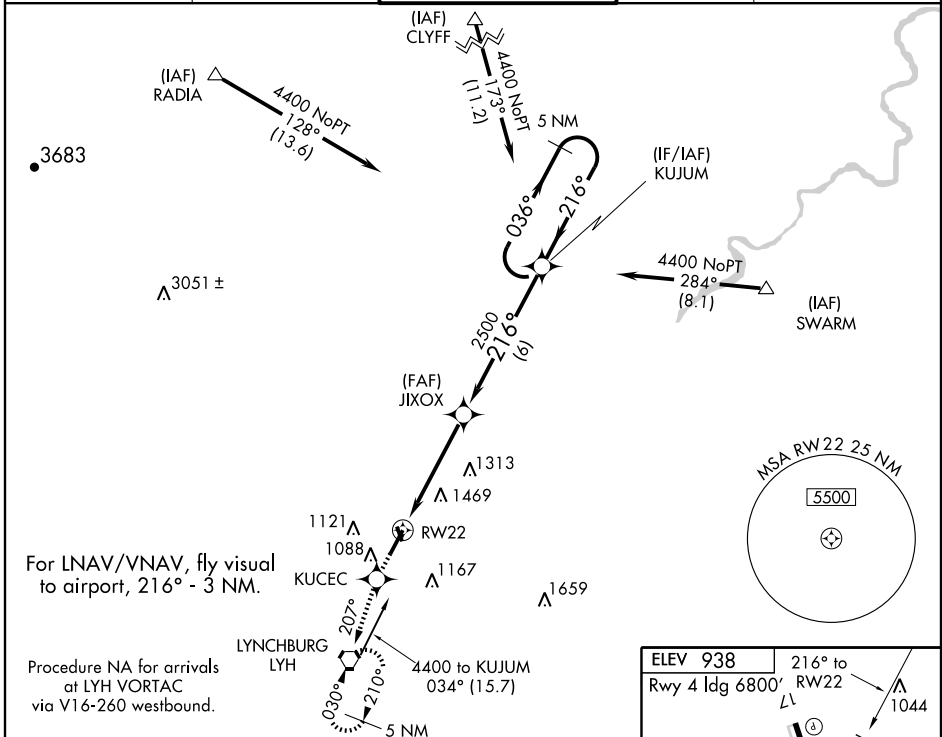 (IAF)
CLYFF
4400 NoPT
173°
(11.2)
(IAF)
RADIA
4400 NoPT
128°
(13.6)
5 NM
(IF/IAF)
KUJUM
3683
036°
216°
4400 NoPT
284°
(8.1)
(IAF)
SWARM
3051 ±
2500
216°
(6)
(FAF)
JIXOX
MSA RW22 25 NM
5500
1313
1469
1121
RW22
1088
For LNAV/VNAV, fly visual
to airport, 216° - 3 NM.
KUCEC
1167
1659
207°
LYNCHBURG
LYH
4400 to KUJUM
034° (15.7)
Procedure NA for arrivals
at LYH VORTAC
via V16-260 westbound.
030°
210°
5 NM
ELEV 938
Rwy 4 ldg 6800'
216° to
RW22
1044
17
P